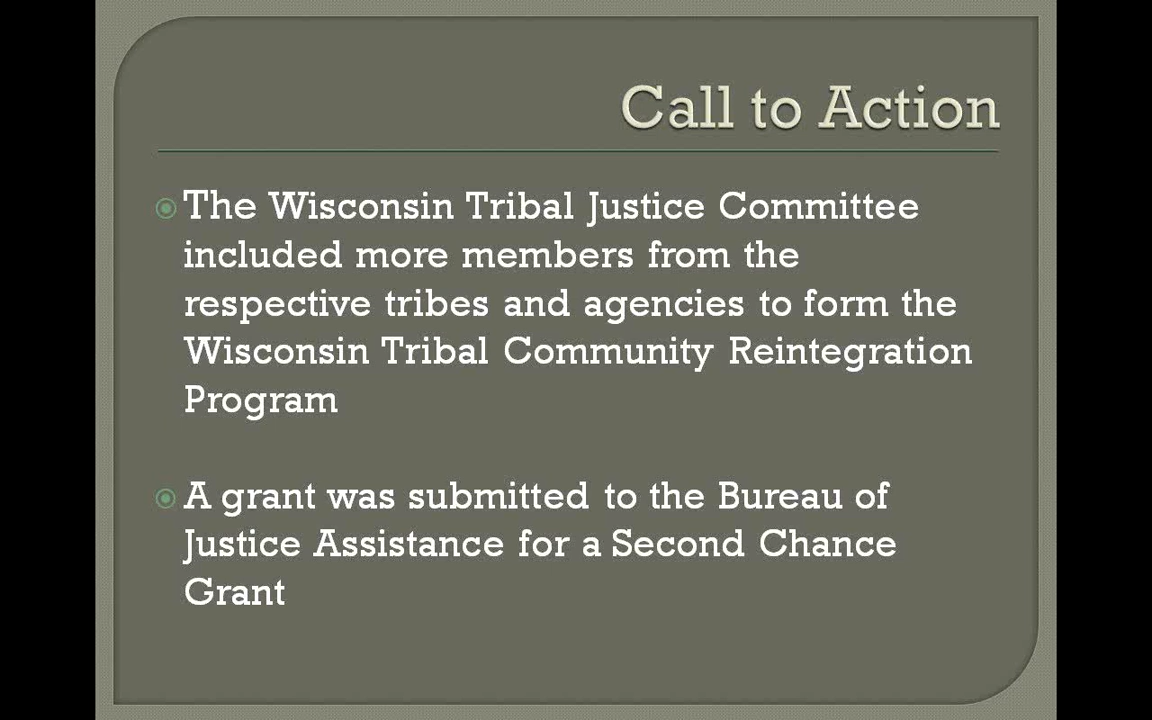 Call to Action
The Wisconsin Tribal Justice Committee
included more members from the
respective tribes and agencies to form the
Wisconsin Tribal Community Reintegration
Program
A grant was submitted to the Bureau of
Justice Assistance for a Second Chance
Grant